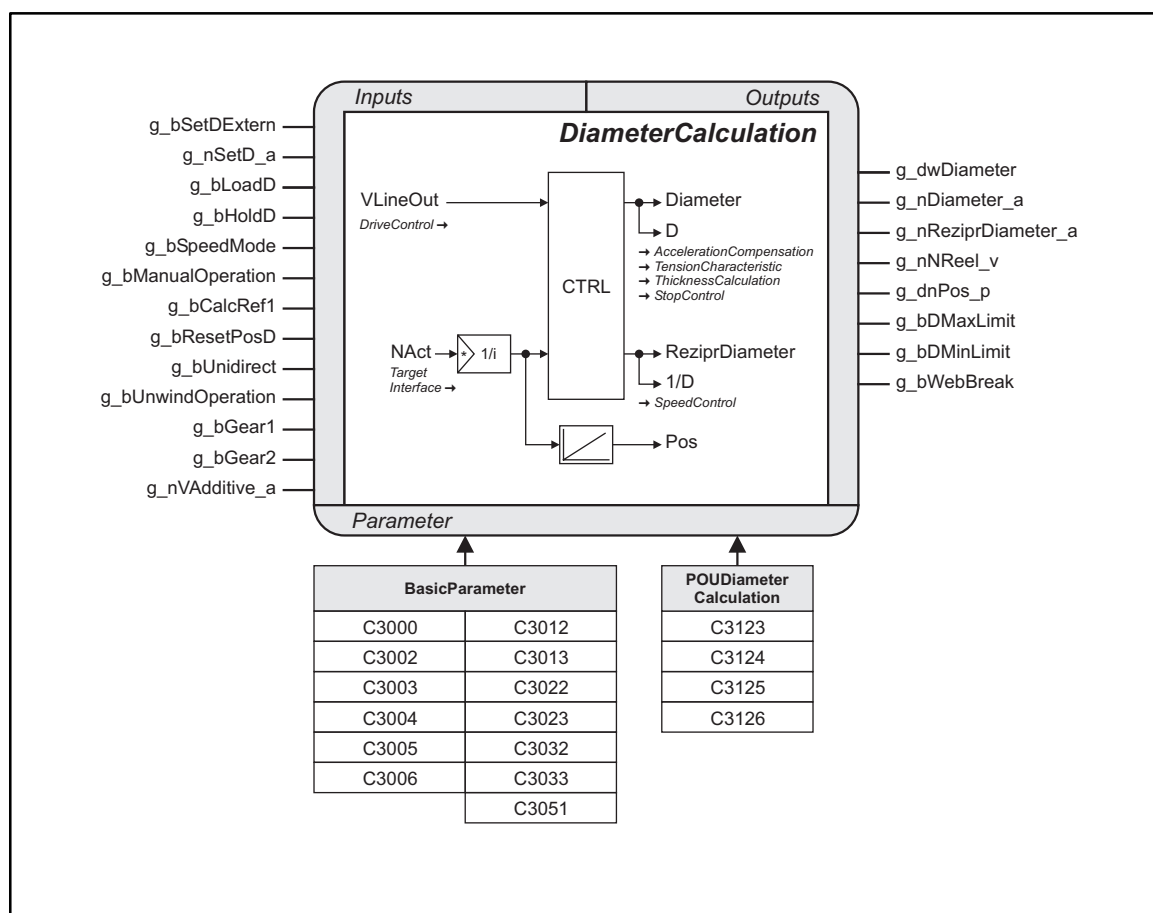 Inputs
Outputs
DiameterCalculation
g_bSetDExtern
g_nSetD_a
g_bLoadD
g_bHoldD
g_bSpeedMode
g_bManualOperation
g_bCalcRef1
g_bResetPosD
g_bUnidirect
g_bUnwindOperation
g_bGear1
g_bGear2
g_nVAdditive_a
VLineOut
DriveControl →
NAct
Target
Interface →
* 1/i
CTRL
Diameter
D
→ AccelerationCompensation
→ TensionCharacteristic
→ ThicknessCalculation
→ StopControl
ReziprDiameter
1/D
→ SpeedControl
Pos
g_dwDiameter
g_nDiameter_a
g_nReziprDiameter_a
g_nNReel_v
g_dnPos_p
g_bDMaxLimit
g_bDMinLimit
g_bWebBreak
Parameter
BasicParameter
C3000 C3012
C3002 C3013
C3003 C3022
C3004 C3023
C3005 C3032
C3006 C3033
C3051
POUDiameter
Calculation
C3123
C3124
C3125
C3126